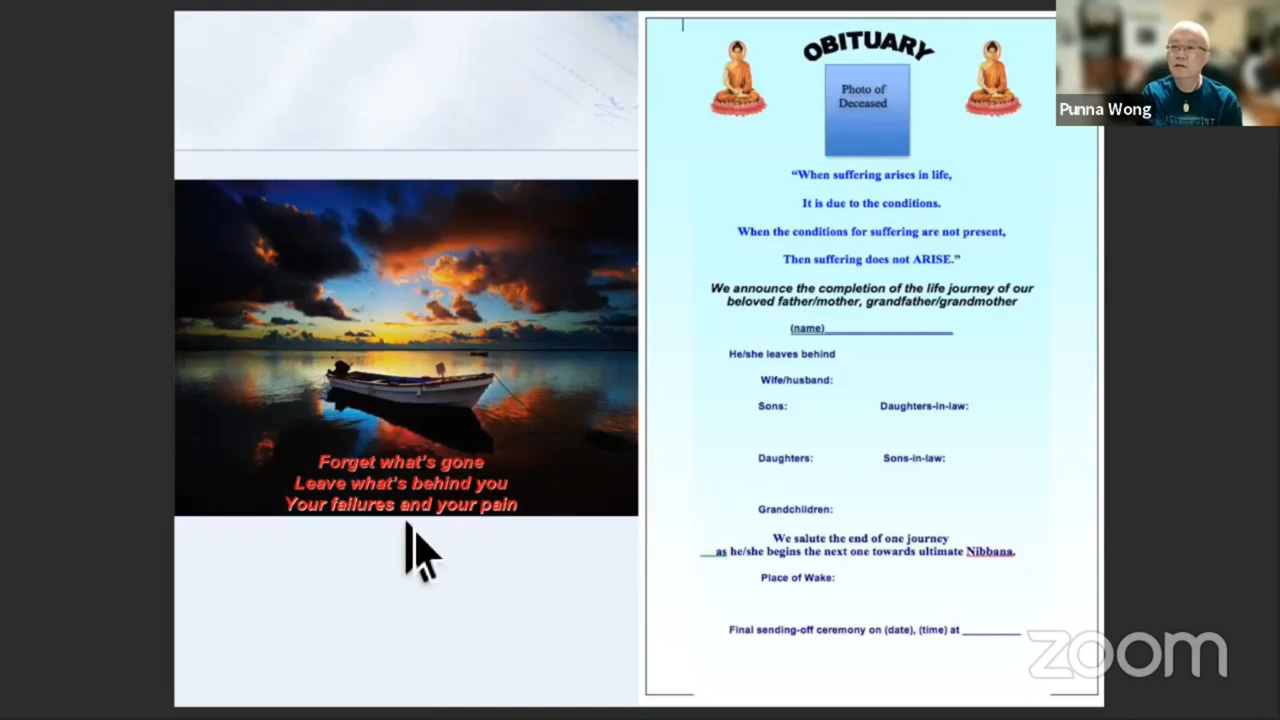 Forget what's gone
Leave what's behind you
Your failures and your pain
OBITUARY
Photo of
Deceased
“When suffering arises in life,
It is due to the conditions.
When the conditions for suffering are not present,
Then suffering does not ARISE.”
We announce the completion of the life journey of our
beloved father/mother, grandfather/grandmother
(name)____________________
He/she leaves behind
Wife/husband:
Sons: Daughters-in-law:
Daughters: Sons-in-law:
Grandchildren:
We salute the end of one journey
___as he/she begins the next one towards ultimate Nibbana.
Place of Wake:
Final sending-off ceremony on (date), (time) at __________
Punna Wong
zoom